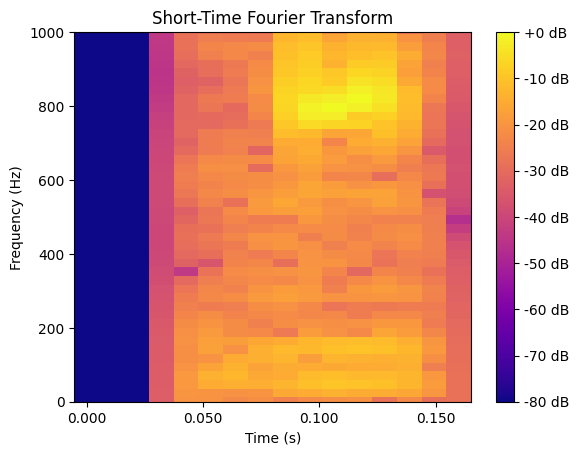 Short-Time Fourier Transform
Frequency (Hz)
1000
800
600
400
200
0
0.000
0.050
0.100
0.150
Time (s)
+0 dB
-10 dB
-20 dB
-30 dB
-40 dB
-50 dB
-60 dB
-70 dB
-80 dB